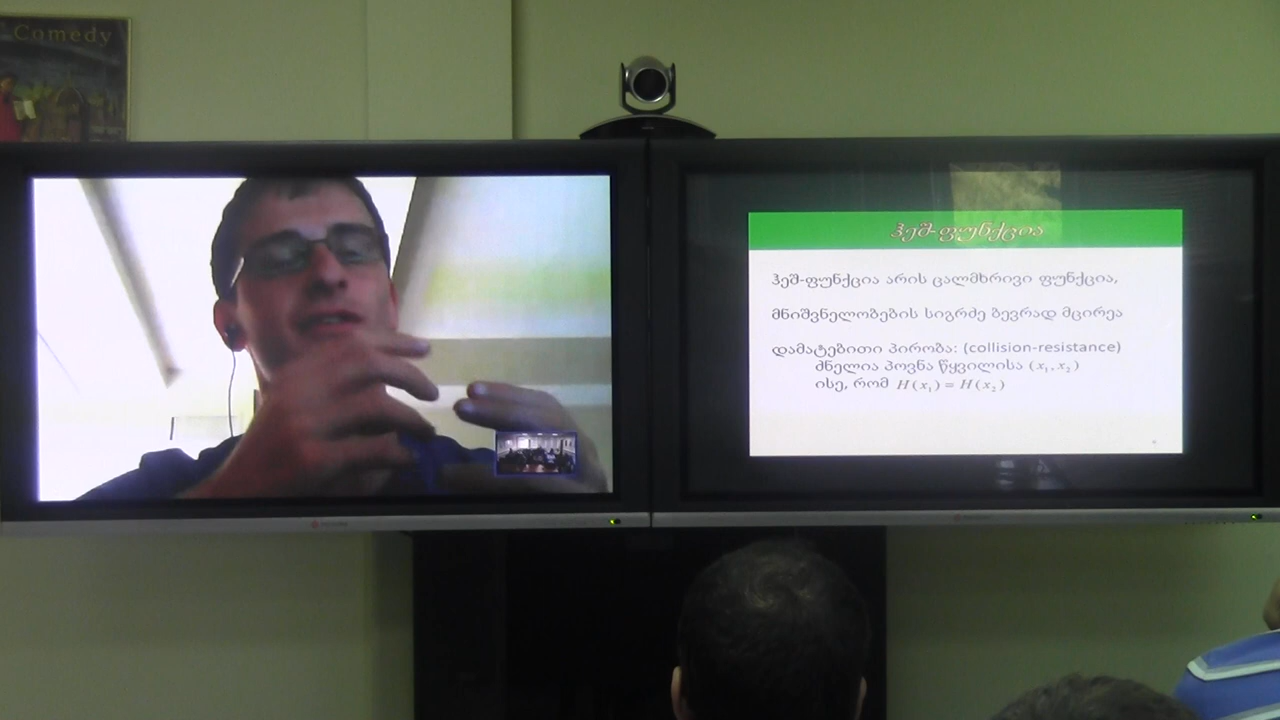 Comedy
ჰეშ-ფუნქცია
ჰეშ-ფუნქცია არის ცალმხრივი ფუნქცია,
მნიშვნელობების სიგრძე ბევრად მცირეა
დამატებითი პირობა: (collision-resistance)
ძნელია პოვნა წყვილისა (x₁, x₂)
ისე, რომ H(x₁) = H(x₂)